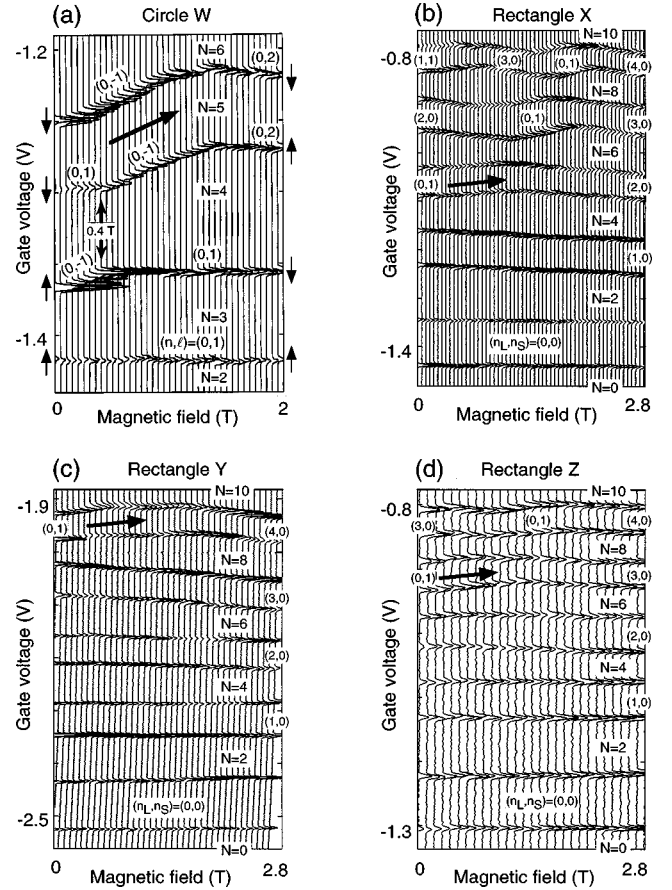 (a) Circle W
-1.2
N=6
(0,2)
(0,-1)
N=5
(0,2)
(0,1)
(0,-1)
N=4
0.4 T
(0,-1)
(0,1)
N=3
-1.4
(n,ℓ)=(0,1)
N=2
Gate voltage (V)
0 2
Magnetic field (T)
(b) Rectangle X
N=10
-0.8
(1,1) (3,0) (0,1) (4,0)
N=8
(2,0) (0,1) (3,0)
N=6
(0,1) (2,0)
N=4
(1,0)
N=2
-1.4
(nL,nS)=(0,0)
N=0
Gate voltage (V)
0 2.8
Magnetic field (T)
(c) Rectangle Y
N=10
-1.9
(0,1) (4,0)
N=8
(3,0)
N=6
(2,0)
N=4
(1,0)
N=2
(nL,nS)=(0,0)
-2.5
N=0
Gate voltage (V)
0 2.8
Magnetic field (T)
(d) Rectangle Z
N=10
-0.8
(3,0) (0,1) (4,0)
N=8
(0,1) (3,0)
N=6
(2,0)
N=4
(1,0)
N=2
(nL,nS)=(0,0)
-1.3
N=0
Gate voltage (V)
0 2.8
Magnetic field (T)